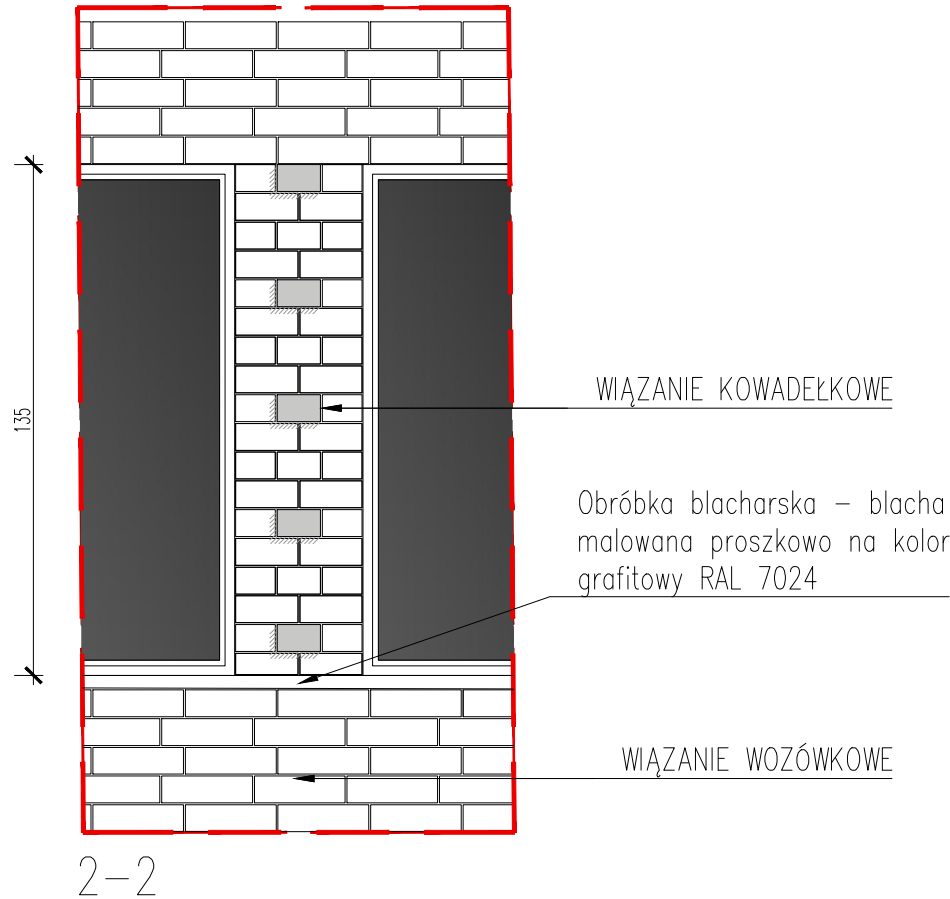 135
WIĄZANIE KOWADEŁKOWE
Obróbka blacharska – blacha
malowana proszkowo na kolor
grafitowy RAL 7024
WIĄZANIE WOZÓWKOWE
2-2